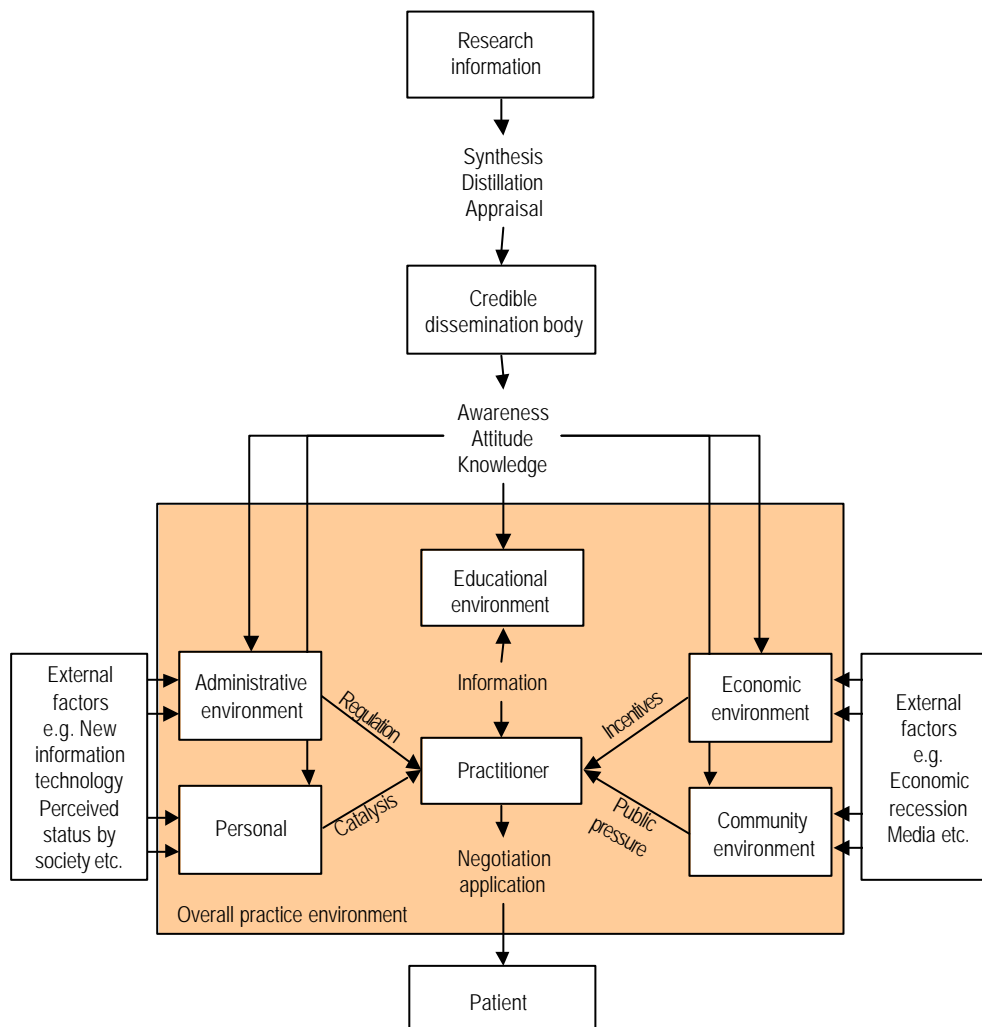 Research
information
Synthesis
Distillation
Appraisal
Credible
dissemination body
Awareness
Attitude
Knowledge
Educational
environment
External
factors
e.g. New
information
technology
Perceived
status by
society etc.
Administrative
environment
Regulation
Information
Incentives
Economic
environment
External
factors
e.g.
Economic
recession
Media etc.
Practitioner
Personal
Catalysis
Public
pressure
Community
environment
Negotiation
application
Overall practice environment
Patient